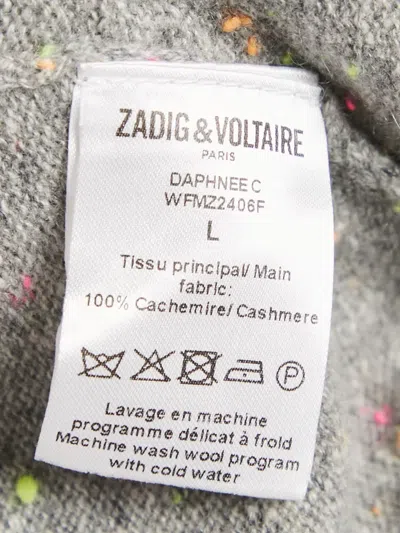 ZADIG & VOLTAIRE
PARIS
DAPHNEE C
WFMZ2406F
L
Tissu principal/ Main
fabric:
100% Cachemire/ Cashmere
P
Lavage en machine
programme délicat à froid
Machine wash wool program
with cold water